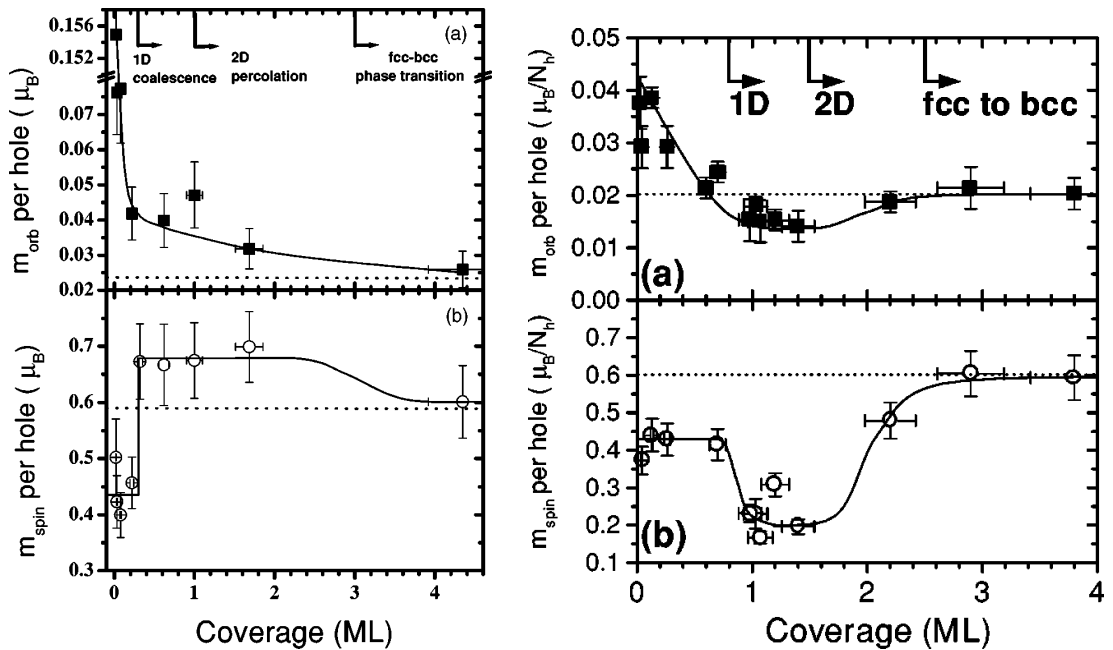 0.156
0.152
0.09
0.08
0.07
0.06
0.05
0.04
0.03
0.02
m_orb per hole ( μ_B)
(a)
1D
coalescence
2D
percolation
fcc-bcc
phase transition
0.8
0.7
0.6
0.5
0.4
0.3
m_spin per hole ( μ_B)
(b)
0 1 2 3 4
Coverage (ML)
0.05
0.04
0.03
0.02
0.01
0.00
m_orb per hole ( μ_B/N_h)
1D
2D
fcc to bcc
(a)
0.6
0.5
0.4
0.3
0.2
0.1
m_spin per hole ( μ_B/N_h)
(b)
0 1 2 3 4
Coverage (ML)